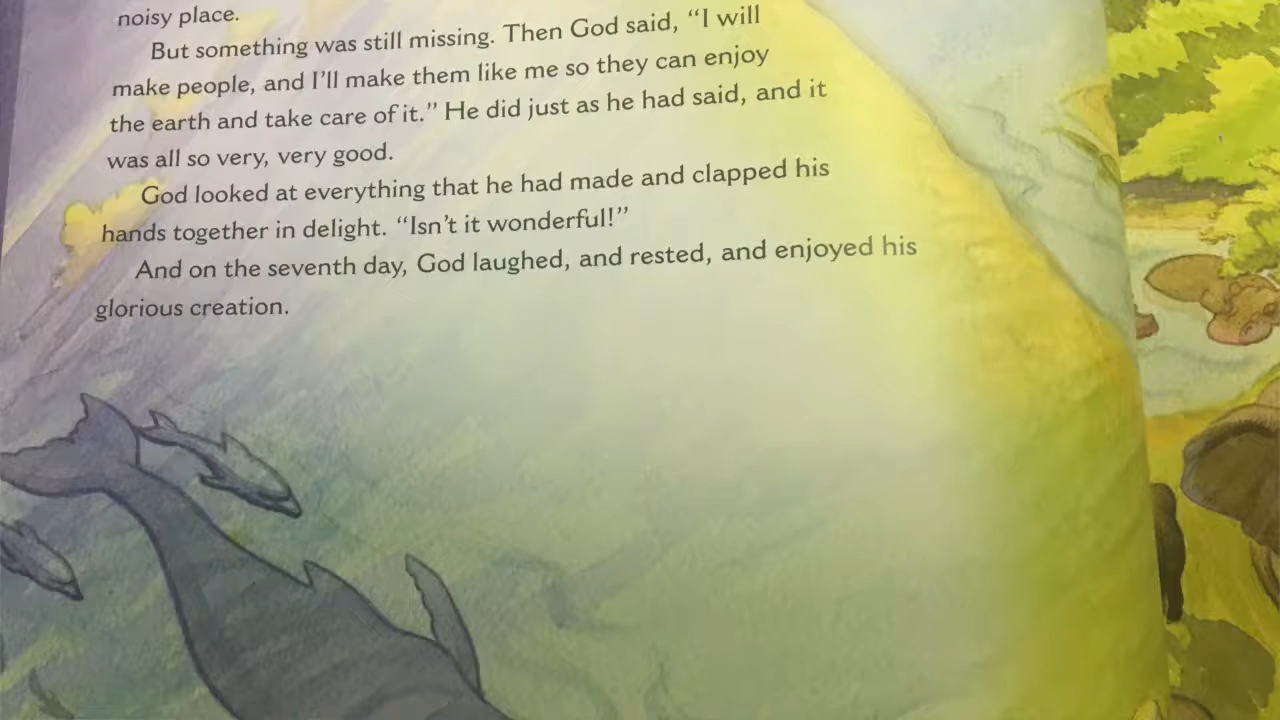 noisy place.
But something was still missing. Then God said, “I will
make people, and I’ll make them like me so they can enjoy
the earth and take care of it.” He did just as he had said, and it
was all so very, very good.
God looked at everything that he had made and clapped his
hands together in delight. “Isn’t it wonderful!”
And on the seventh day, God laughed, and rested, and enjoyed his
glorious creation.